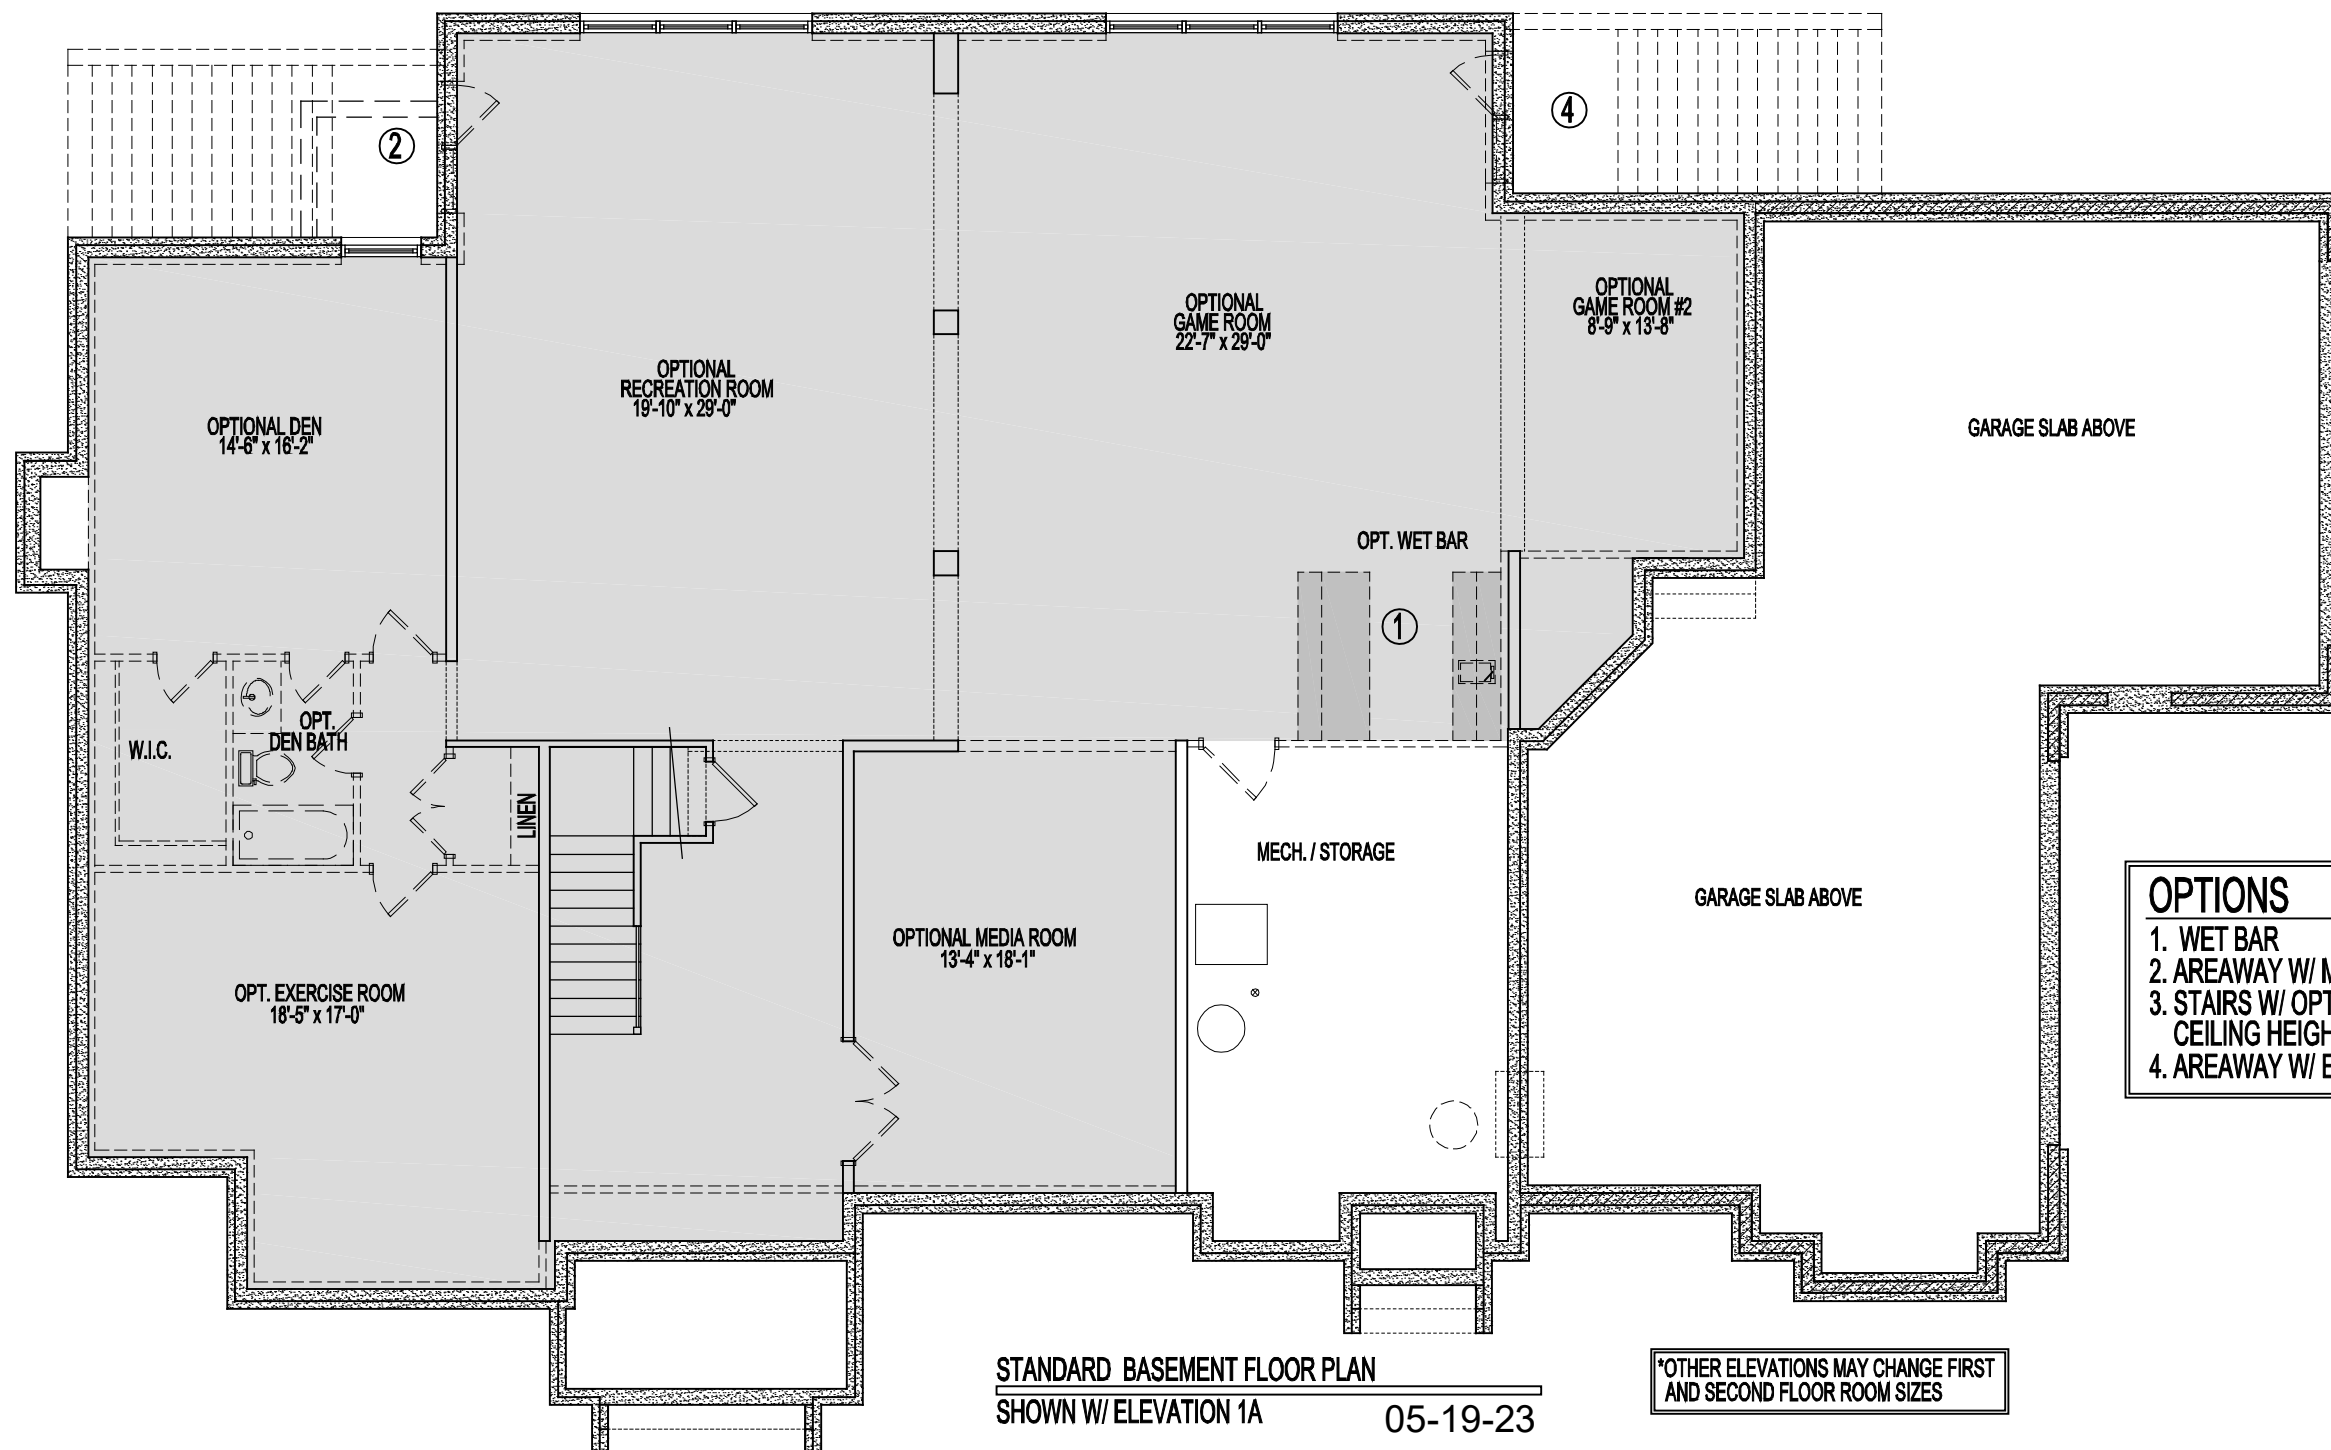 2
4
OPTIONAL
GAME ROOM #2
8'-9" x 13'-8"
OPTIONAL
GAME ROOM
22'-7" x 29'-0"
OPTIONAL
RECREATION ROOM
19'-10" x 29'-0"
OPTIONAL DEN
14'-6" x 16'-2"
GARAGE SLAB ABOVE
OPT. WET BAR
1
OPT.
DEN BATH
W.I.C.
LINEN
MECH. / STORAGE
GARAGE SLAB ABOVE
OPTIONAL MEDIA ROOM
13'-4" x 18'-1"
OPT. EXERCISE ROOM
18'-5" x 17'-0"
OPTIONS
1. WET BAR
2. AREAWAY W/
3. STAIRS W/ OPT
CEILING HEIGH
4. AREAWAY W/
STANDARD BASEMENT FLOOR PLAN
SHOWN W/ ELEVATION 1A
05-19-23
*OTHER ELEVATIONS MAY CHANGE FIRST
AND SECOND FLOOR ROOM SIZES